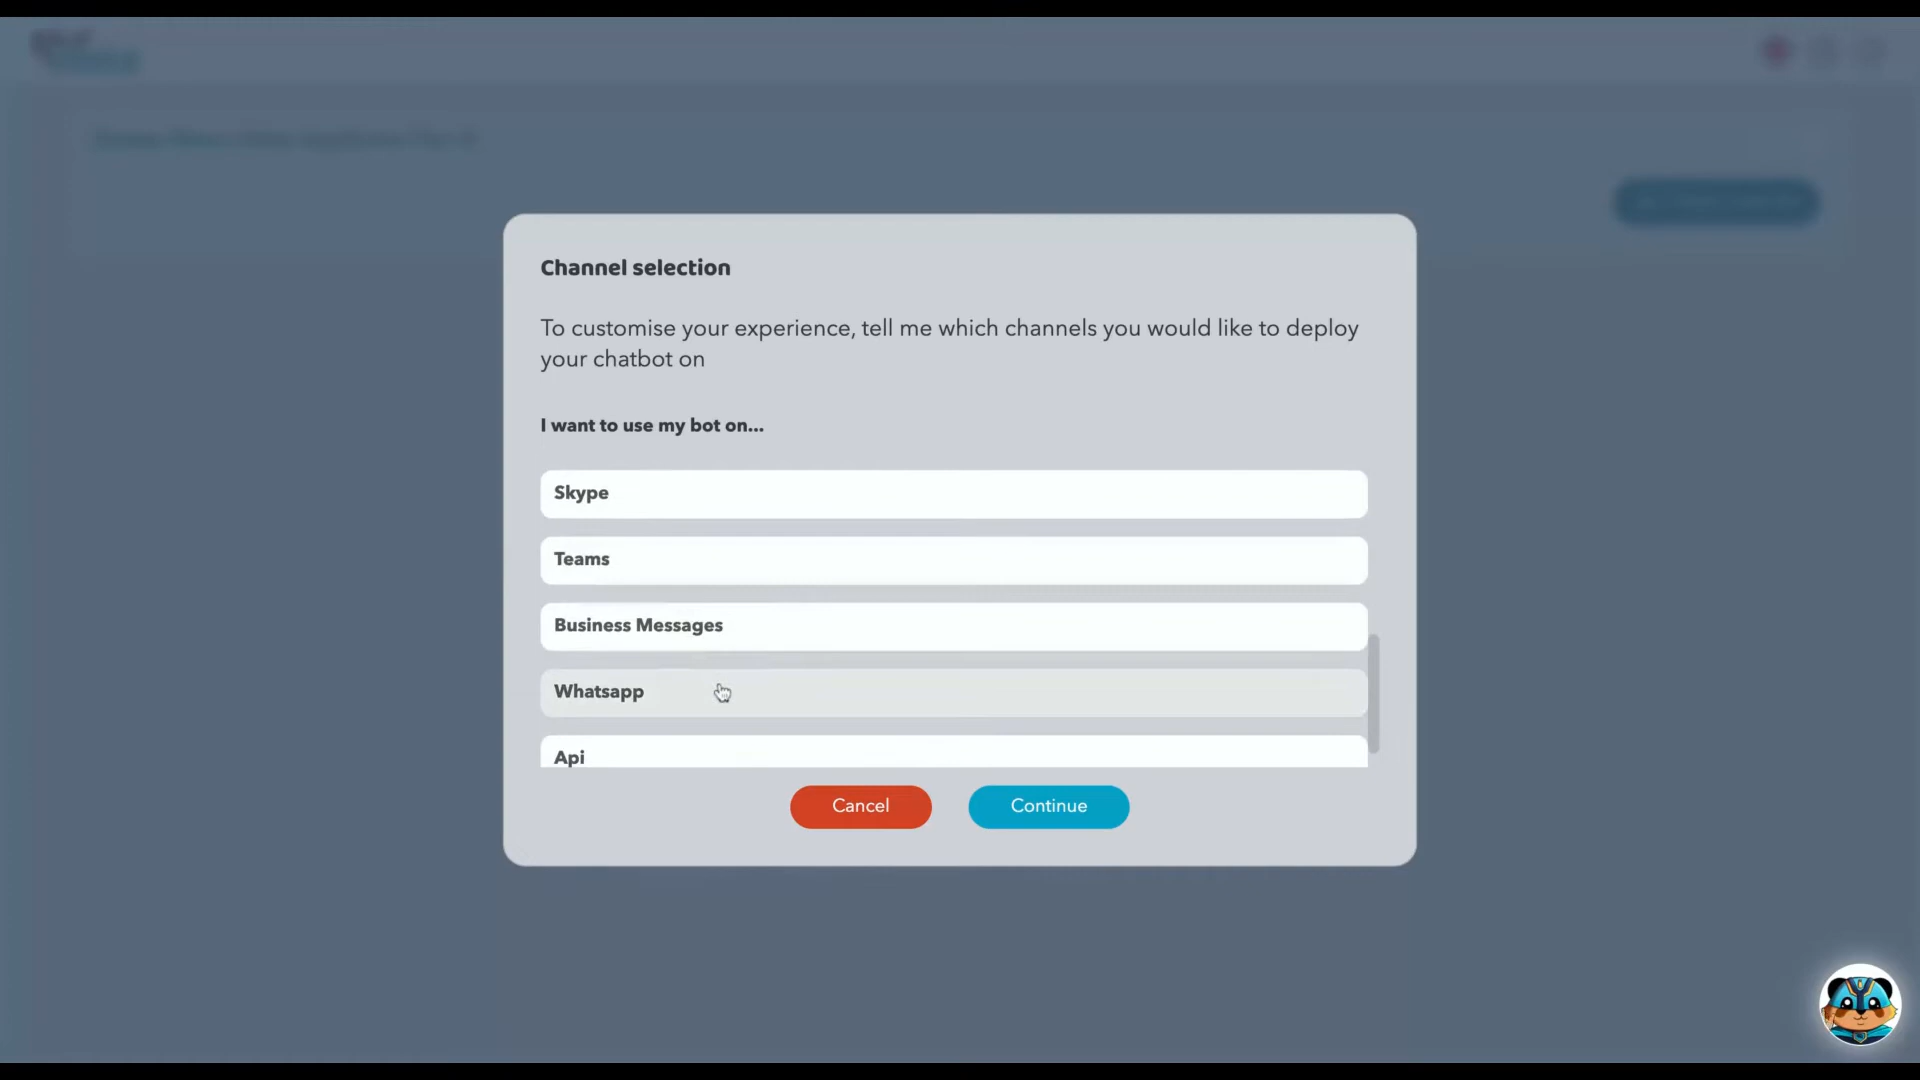 Channel selection
To customise your experience, tell me which channels you would like to deploy
your chatbot on
I want to use my bot on...
Skype
Teams
Business Messages
Whatsapp
Api
Cancel
Continue